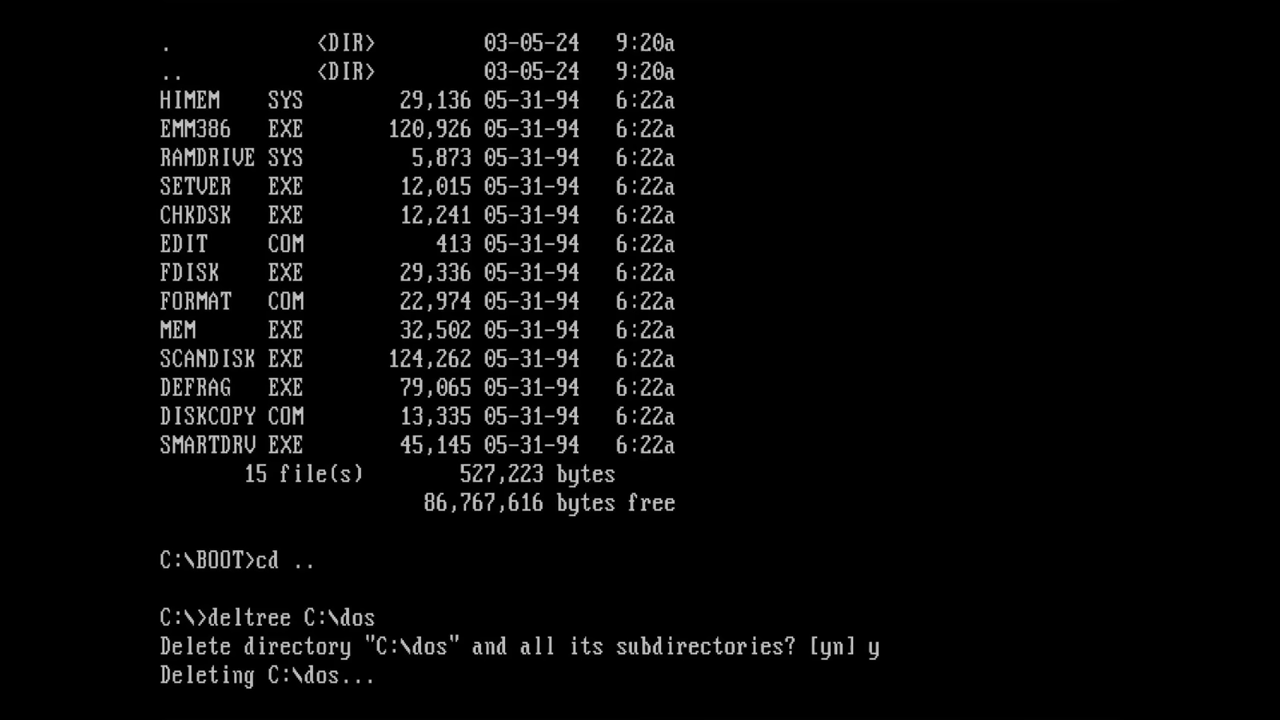 .            <DIR>         03-05-24   9:20a
..           <DIR>         03-05-24   9:20a
HIMEM    SYS        29,136 05-31-94   6:22a
EMM386   EXE       120,926 05-31-94   6:22a
RAMDRIVE SYS         5,873 05-31-94   6:22a
SETVER   EXE        12,015 05-31-94   6:22a
CHKDSK   EXE        12,241 05-31-94   6:22a
EDIT     COM           413 05-31-94   6:22a
FDISK    EXE        29,336 05-31-94   6:22a
FORMAT   COM        22,974 05-31-94   6:22a
MEM      EXE        32,502 05-31-94   6:22a
SCANDISK EXE       124,262 05-31-94   6:22a
DEFRAG   EXE        79,065 05-31-94   6:22a
DISKCOPY COM        13,335 05-31-94   6:22a
SMARTDRV EXE        45,145 05-31-94   6:22a
       15 file(s)        527,223 bytes
                      86,767,616 bytes free
C:\BOOT>cd ..
C:\>deltree C:\dos
Delete directory "C:\dos" and all its subdirectories? [yn] y
Deleting C:\dos...